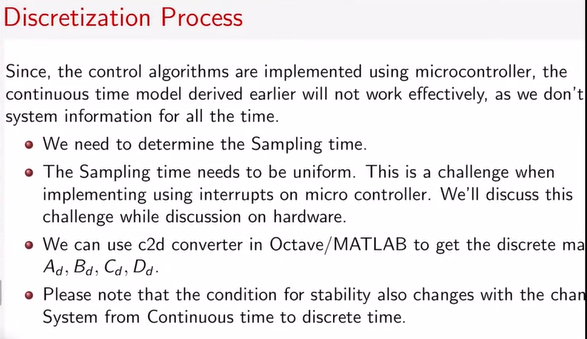 Discretization Process
Since, the control algorithms are implemented using microcontroller, the
continuous time model derived earlier will not work effectively, as we don't
system information for all the time.
We need to determine the Sampling time.
The Sampling time needs to be uniform. This is a challenge when
implementing using interrupts on micro controller. We'll discuss this
challenge while discussion on hardware.
We can use c2d converter in Octave/MATLAB to get the discrete ma
A_d, B_d, C_d, D_d.
Please note that the condition for stability also changes with the chan
System from Continuous time to discrete time.